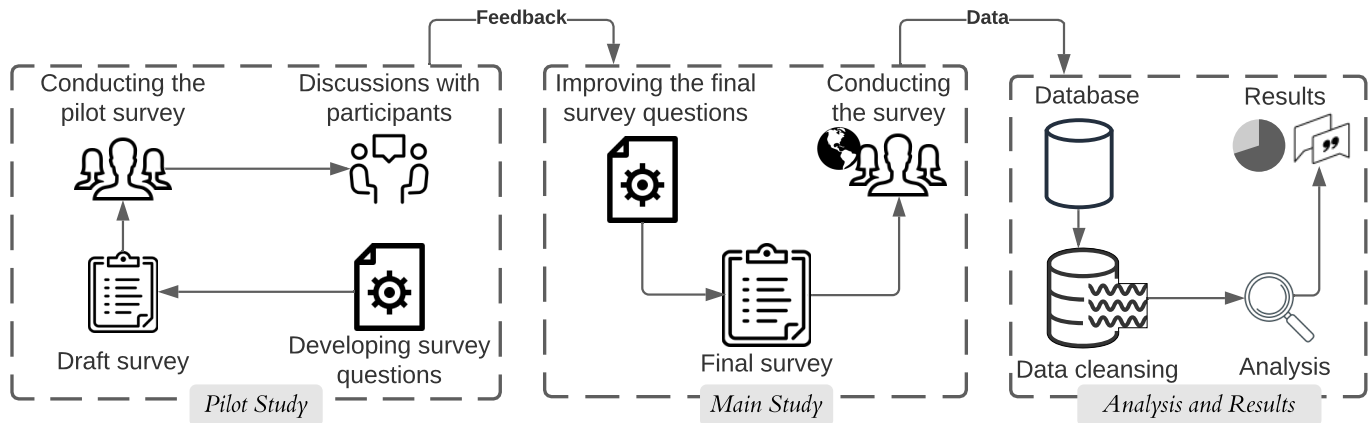 Feedback
Data
Conducting the
pilot survey
Discussions with
participants
Draft survey
Developing survey
questions
Pilot Study
Improving the final
survey questions
Conducting
the survey
Final survey
Main Study
Database
Results
Data cleansing
Analysis
Analysis and Results